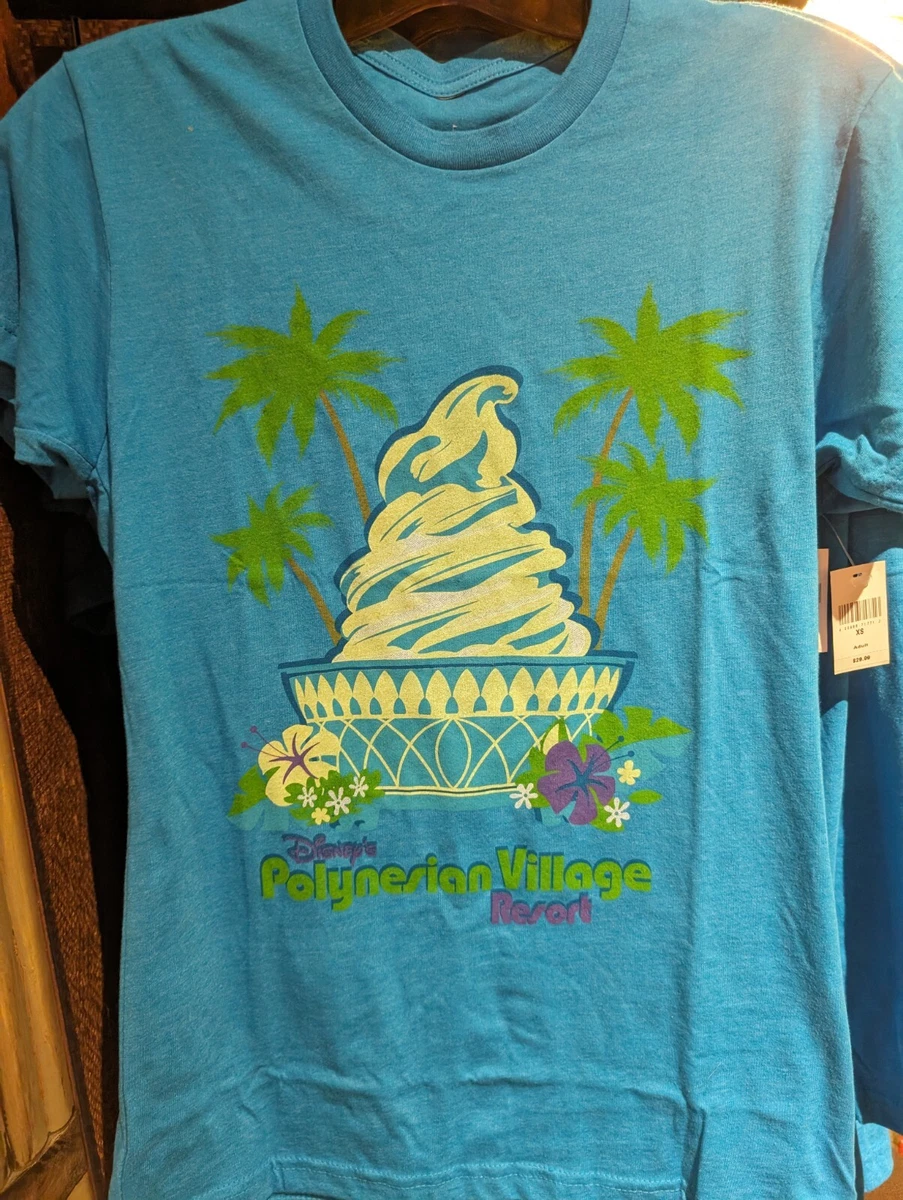 XS
Adult
Disney's
Polynesian Village
Resort